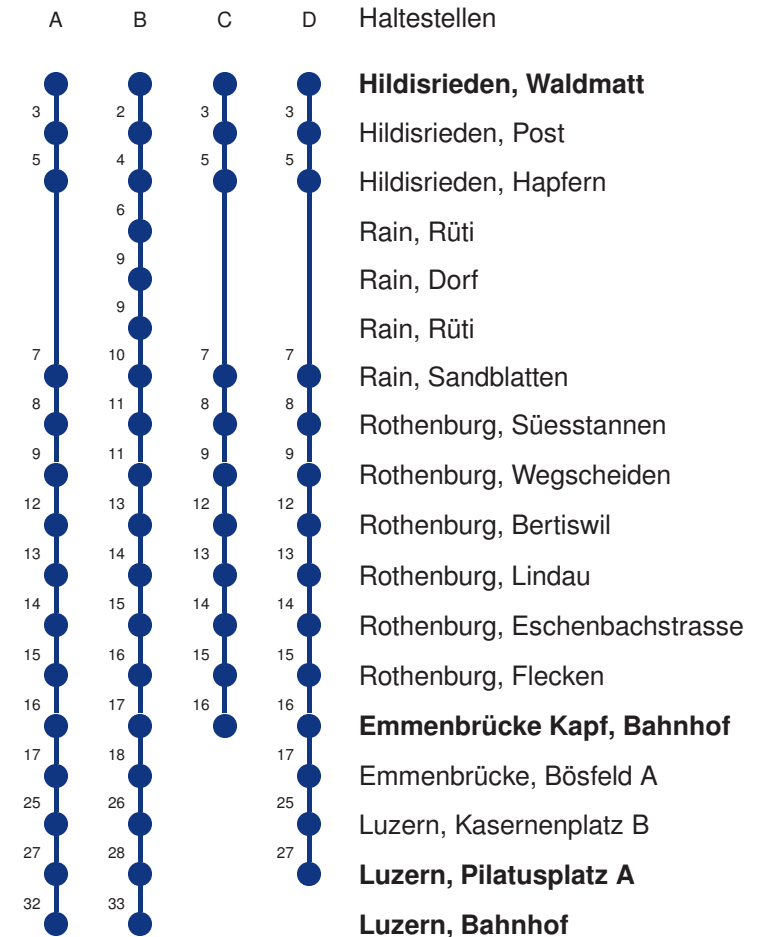 A B C D Haltestellen
Hildisrieden, Waldmatt
3 2 3 3 Hildisrieden, Post
5 4 5 5 Hildisrieden, Hapfern
6 Rain, Rüti
9 Rain, Dorf
9 Rain, Rüti
7 10 7 7 Rain, Sandblatten
8 11 8 8 Rothenburg, Süesstannen
9 11 9 9 Rothenburg, Wegscheiden
12 13 12 12 Rothenburg, Bertiswil
13 14 13 13 Rothenburg, Lindau
14 15 14 14 Rothenburg, Eschenbachstrasse
15 16 15 15 Rothenburg, Flecken
16 17 16 16 Emmenbrücke Kapf, Bahnhof
17 18 17 Emmenbrücke, Bösfeld A
25 26 25 Luzern, Kasernenplatz B
27 28 27 Luzern, Pilatusplatz A
32 33 Luzern, Bahnhof